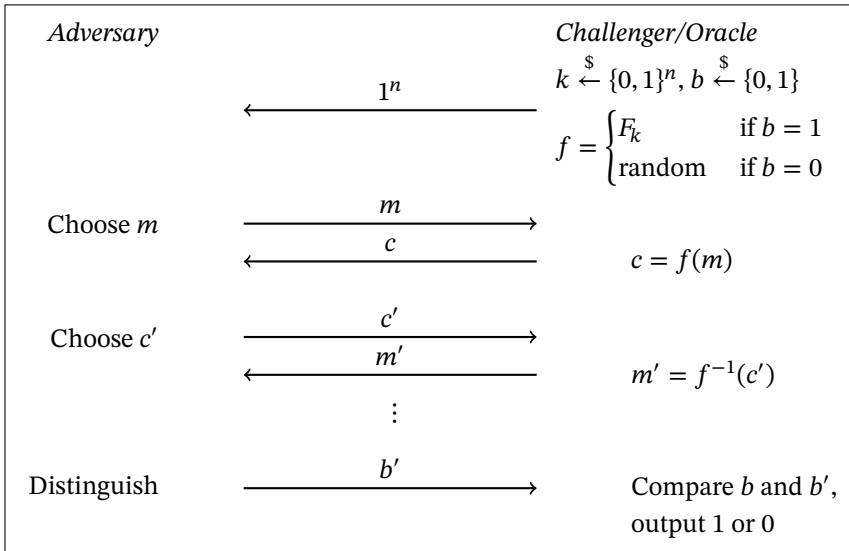 Adversary
Challenger/Oracle
k ←$ {0, 1}ⁿ, b ←$ {0, 1}
1ⁿ
f = { F_k if b = 1
random if b = 0
Choose m
m
c
c = f(m)
Choose c′
c′
m′
m′ = f⁻¹(c′)
⋮
Distinguish
b′
Compare b and b′,
output 1 or 0